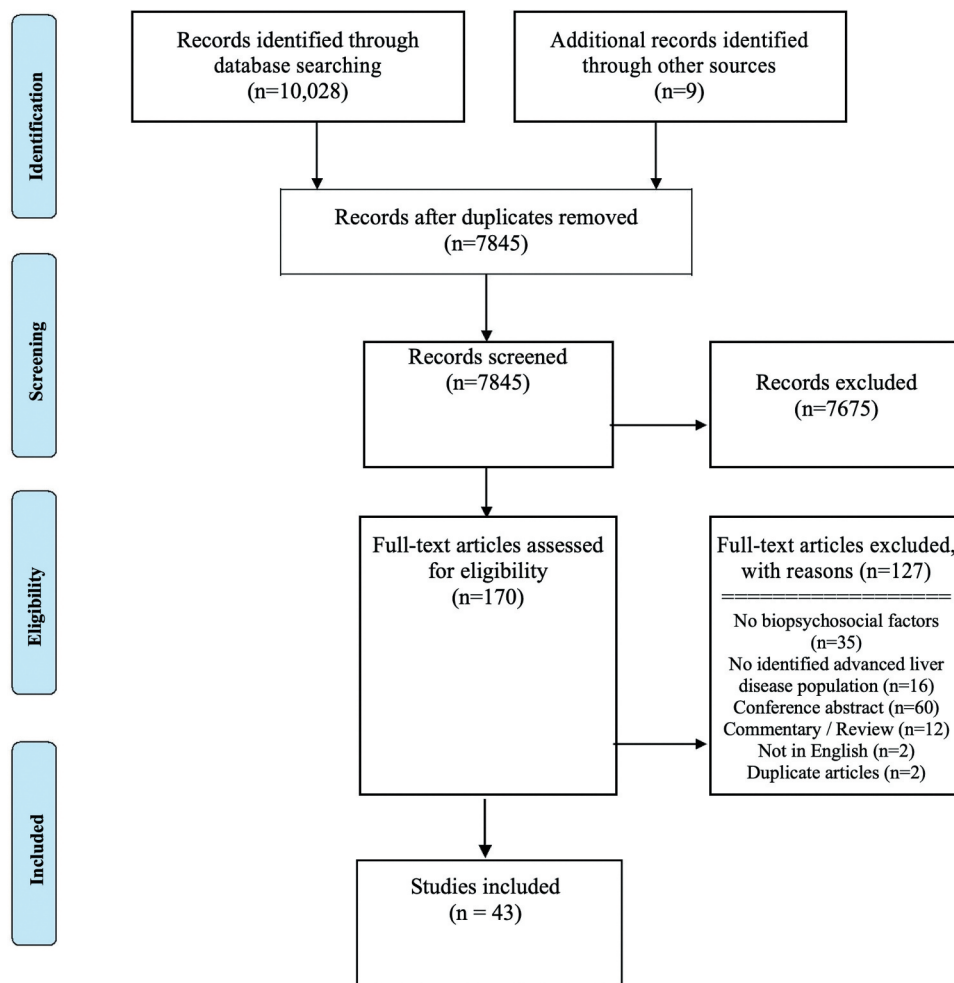 Identification
Records identified through
database searching
(n=10,028)
Additional records identified
through other sources
(n=9)
Records after duplicates removed
(n=7845)
Screening
Records screened
(n=7845)
Records excluded
(n=7675)
Eligibility
Full-text articles assessed
for eligibility
(n=170)
Full-text articles excluded,
with reasons (n=127)
==================
No biopsychosocial factors
(n=35)
No identified advanced liver
disease population (n=16)
Conference abstract (n=60)
Commentary / Review (n=12)
Not in English (n=2)
Duplicate articles (n=2)
Included
Studies included
(n = 43)